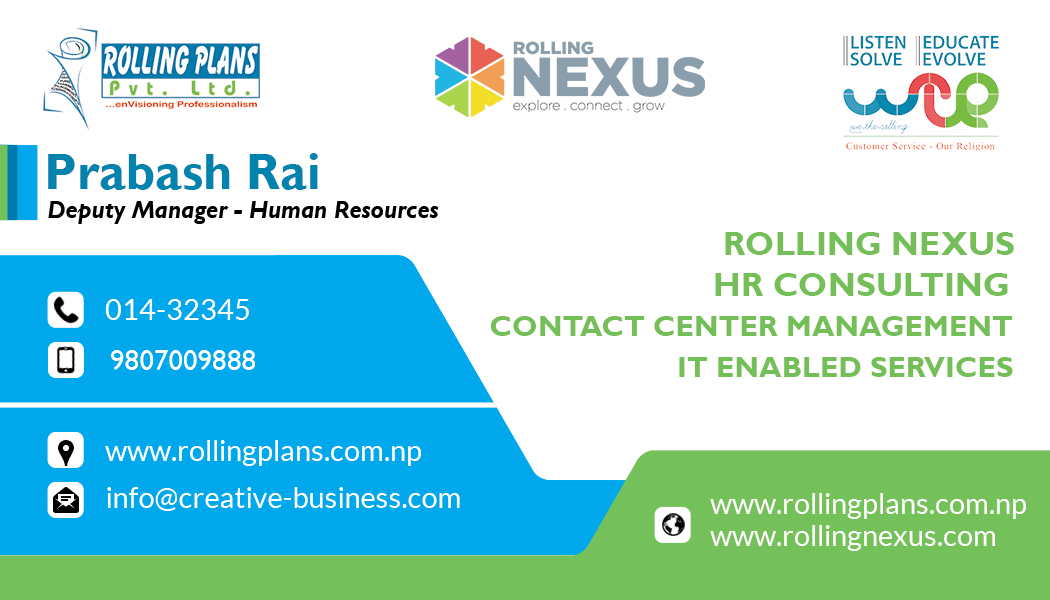 ROLLING PLANS
Pvt. Ltd.
...enVisioning Professionalism
ROLLING
NEXUS
explore . connect . grow
LISTEN EDUCATE
SOLVE EVOLVE
worth rolling
Customer Service - Our Religion
Prabash Rai
Deputy Manager - Human Resources
ROLLING NEXUS
HR CONSULTING
CONTACT CENTER MANAGEMENT
IT ENABLED SERVICES
014-32345
9807009888
www.rollingplans.com.np
info@creative-business.com
www.rollingplans.com.np
www.rollingnexus.com